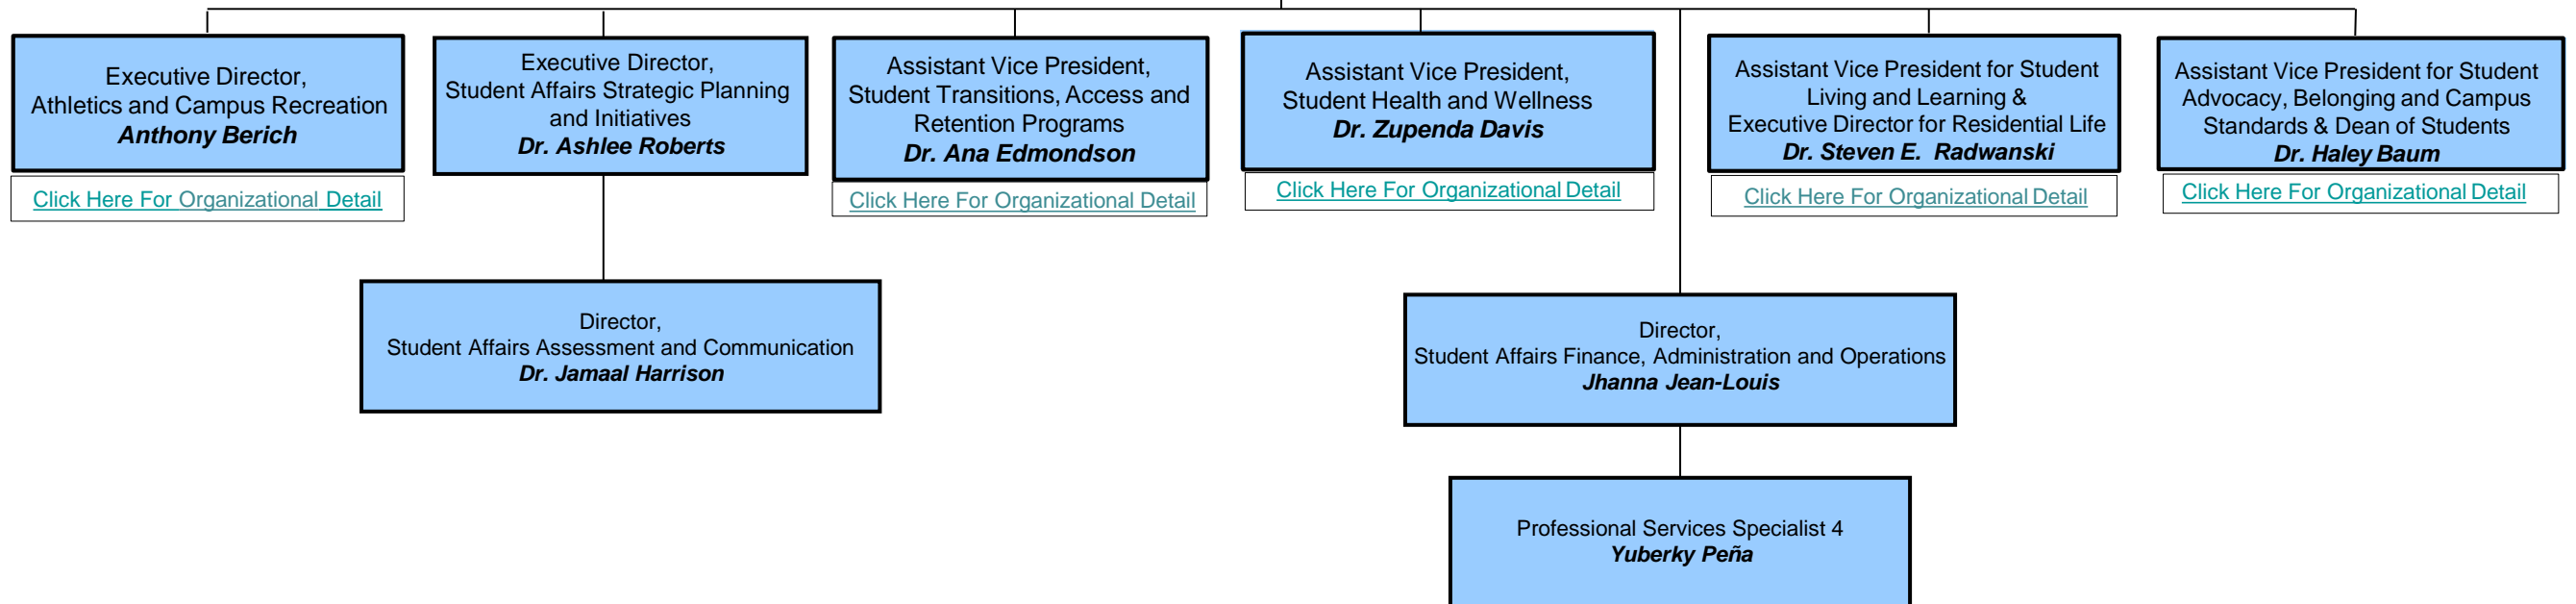 Executive Director,
Athletics and Campus Recreation
Anthony Berich
Click Here For Organizational Detail
Executive Director,
Student Affairs Strategic Planning
and Initiatives
Dr. Ashlee Roberts
Assistant Vice President,
Student Transitions, Access and
Retention Programs
Dr. Ana Edmondson
Click Here For Organizational Detail
Assistant Vice President,
Student Health and Wellness
Dr. Zupenda Davis
Click Here For Organizational Detail
Assistant Vice President for Student
Living and Learning &
Executive Director for Residential Life
Dr. Steven E. Radwanski
Click Here For Organizational Detail
Assistant Vice President for Student
Advocacy, Belonging and Campus
Standards & Dean of Students
Dr. Haley Baum
Click Here For Organizational Detail
Director,
Student Affairs Assessment and Communication
Dr. Jamaal Harrison
Director,
Student Affairs Finance, Administration and Operations
Jhanna Jean-Louis
Professional Services Specialist 4
Yuberky Peña